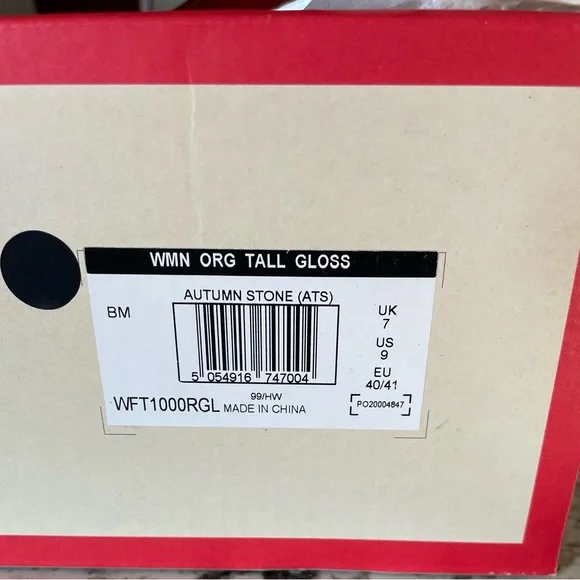 WMN ORG TALL GLOSS
AUTUMN STONE (ATS)
BM
UK
7
US
9
EU
40/41
5 054916 747004
99/HW
WFT1000RGL MADE IN CHINA
PO20004847